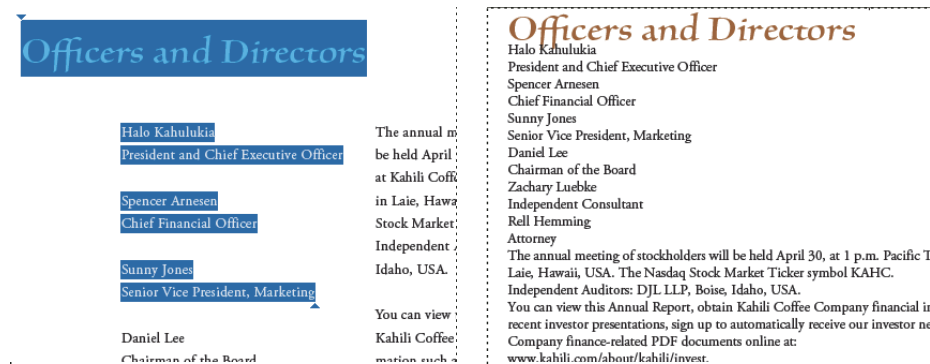 Officers and Directors
Halo Kahulukia
President and Chief Executive Officer
Spencer Arnesen
Chief Financial Officer
Sunny Jones
Senior Vice President, Marketing
Daniel Lee
Chairman of the Board
The annual m
be held April
at Kahili Coff
in Laie, Hawa
Stock Market
Independent
Idaho, USA.
You can view
Kahili Coffee
mation such a
Officers and Directors
Halo Kahulukia
President and Chief Executive Officer
Spencer Arnesen
Chief Financial Officer
Sunny Jones
Senior Vice President, Marketing
Daniel Lee
Chairman of the Board
Zachary Luebke
Independent Consultant
Rell Hemming
Attorney
The annual meeting of stockholders will be held April 30, at 1 p.m. Pacific T
Laie, Hawaii, USA. The Nasdaq Stock Market Ticker symbol KAHC.
Independent Auditors: DJL LLP, Boise, Idaho, USA.
You can view this Annual Report, obtain Kahili Coffee Company financial in
recent investor presentations, sign up to automatically receive our investor ne
Company finance-related PDF documents online at:
www.kahili.com/about/kahili/invest.